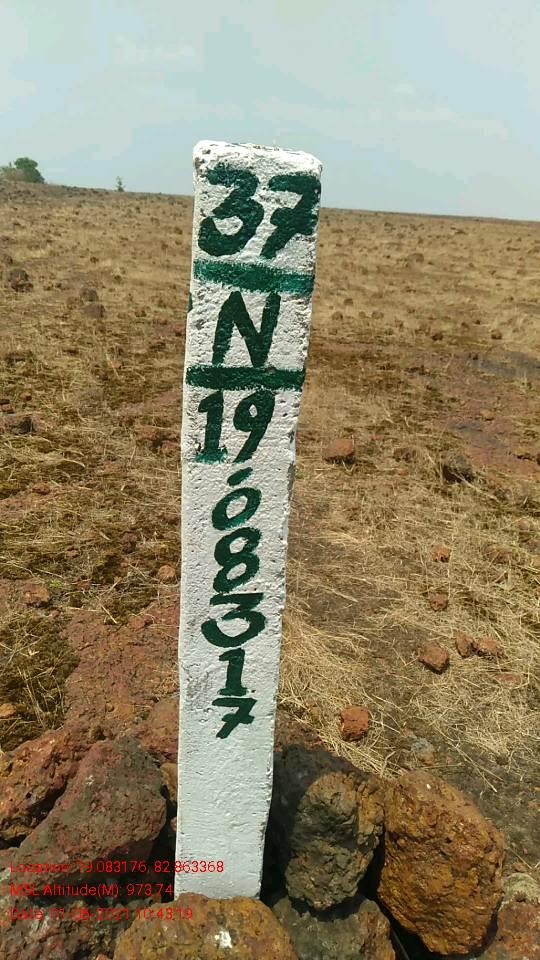 37
N
19
.0
8
3
1
7
Location: 19.083176, 82.863368
MSL Altitude(M): 973.74
Date: 01-06-2021 10:43:19